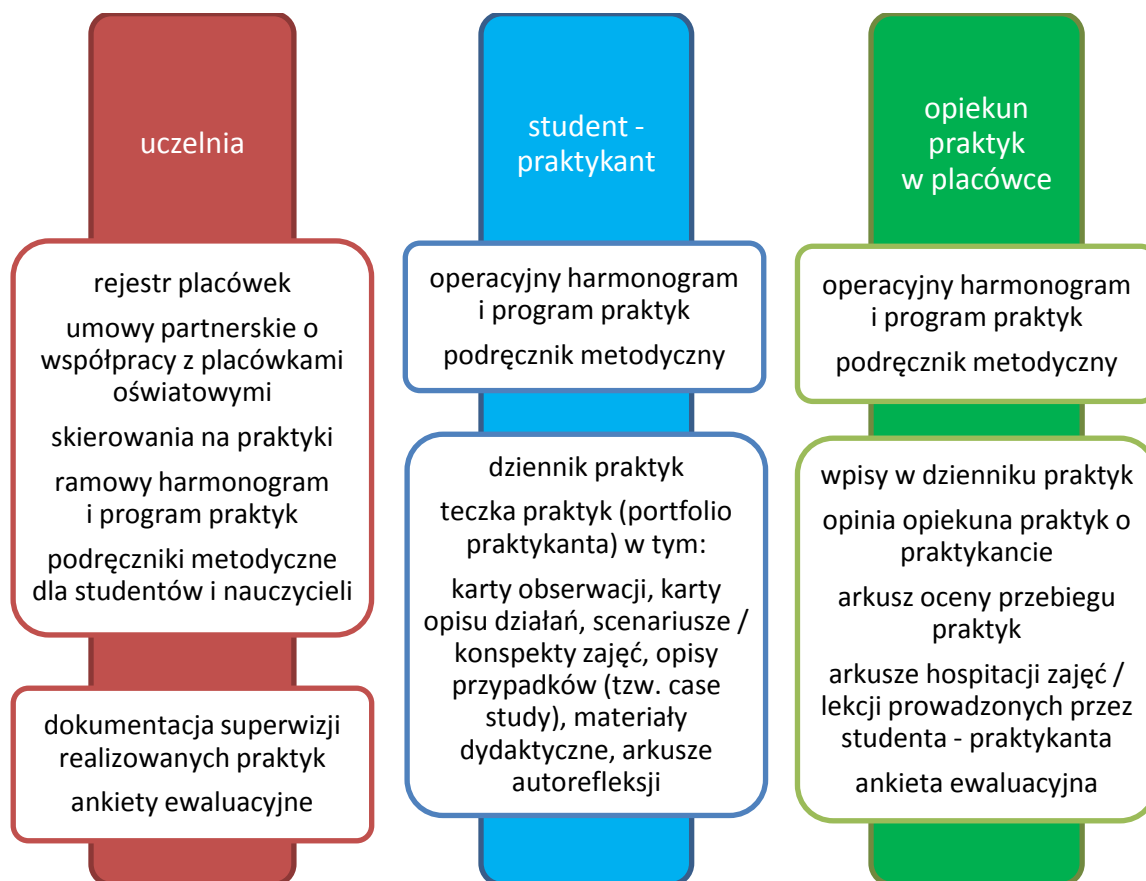 uczelnia
rejestr placówek
umowy partnerskie o
współpracy z placówkami
oświatowymi
skierowania na praktyki
ramowy harmonogram
i program praktyk
podręczniki metodyczne
dla studentów i nauczycieli
dokumentacja superwizji
realizowanych praktyk
ankiety ewaluacyjne
student -
praktykant
operacyjny harmonogram
i program praktyk
podręcznik metodyczny
dziennik praktyk
teczka praktyk (portfolio
praktykanta) w tym:
karty obserwacji, karty
opisu działań, scenariusze /
konspekty zajęć, opisy
przypadków (tzw. case
study), materiały
dydaktyczne, arkusze
autorefleksji
opiekun
praktyk
w placówce
operacyjny harmonogram
i program praktyk
podręcznik metodyczny
wpisy w dzienniku praktyk
opinia opiekuna praktyk o
praktykancie
arkusz oceny przebiegu
praktyk
arkusze hospitacji zajęć /
lekcji prowadzonych przez
studenta - praktykanta
ankieta ewaluacyjna